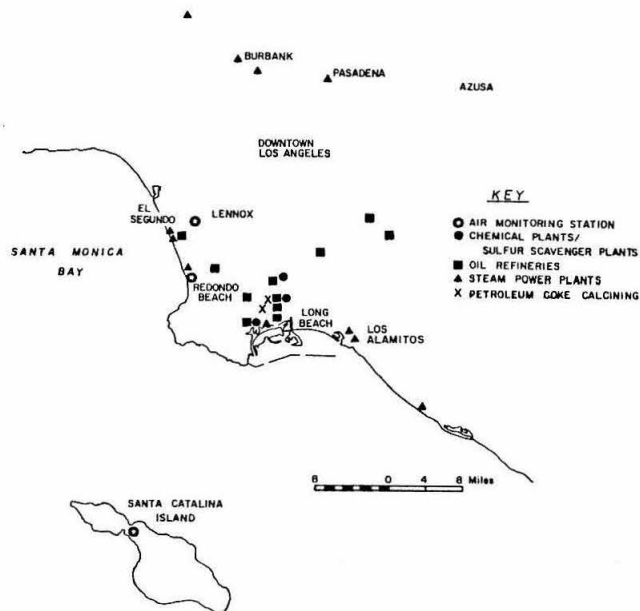 BURBANK
PASADENA
AZUSA
DOWNTOWN
LOS ANGELES
KEY
EL
SEGUNDO
LENNOX
AIR MONITORING STATION
CHEMICAL PLANTS/
SULFUR SCAVENGER PLANTS
OIL REFINERIES
STEAM POWER PLANTS
X PETROLEUM COKE CALCINING
SANTA MONICA
BAY
REDONDO
BEACH
LONG
BEACH
LOS
ALAMITOS
8 0 4 8 Miles
SANTA CATALINA
ISLAND